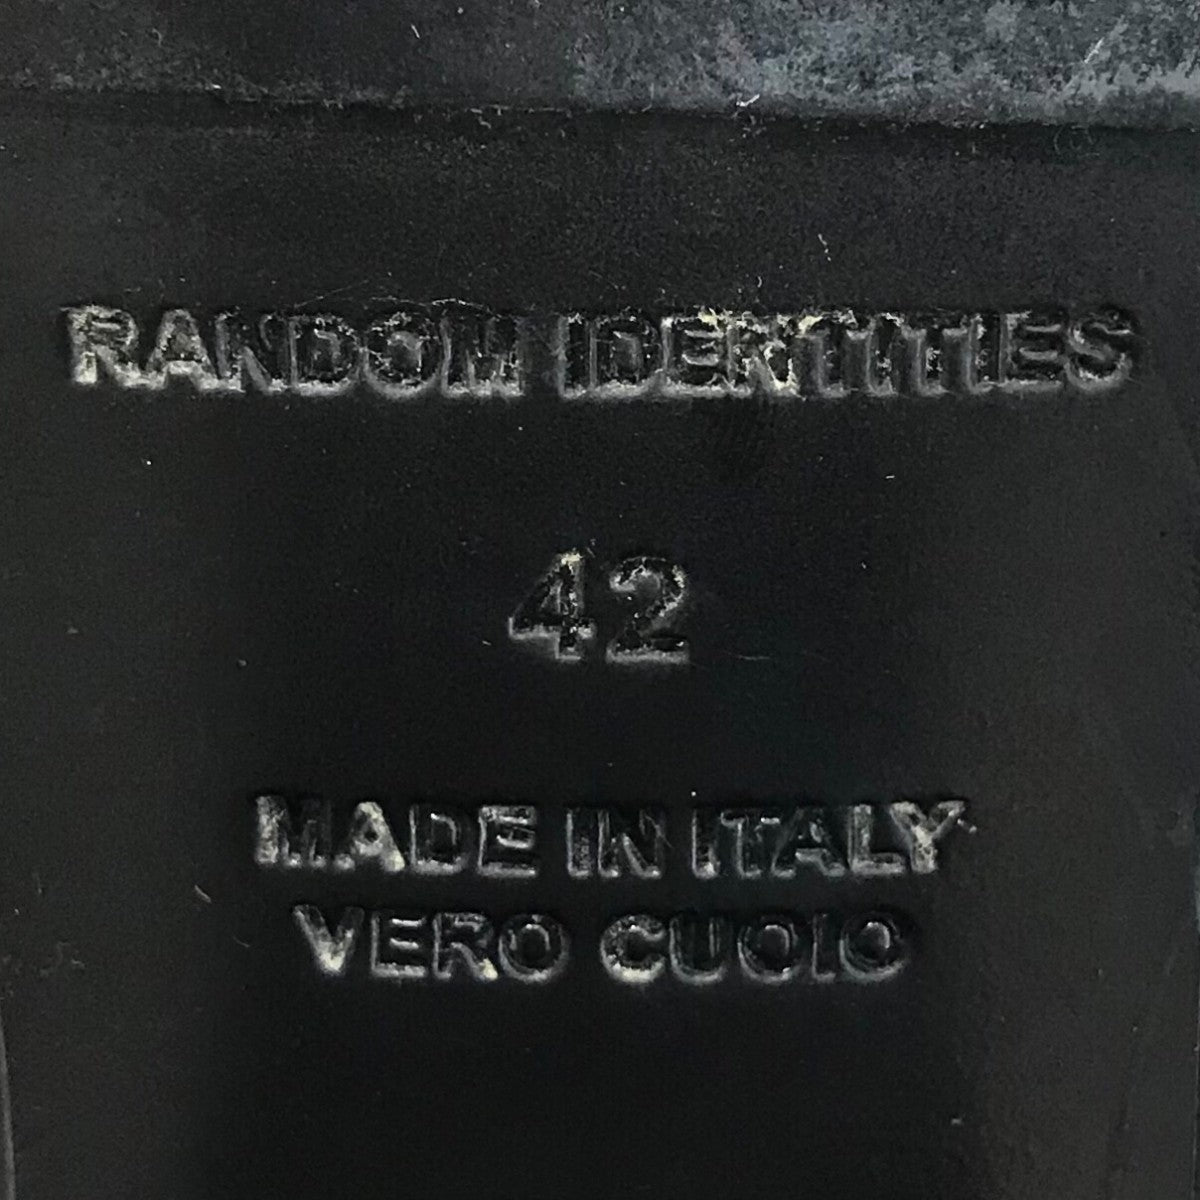 RANDOM IDENTITIES
42
MADE IN ITALY
VERO CUOIO